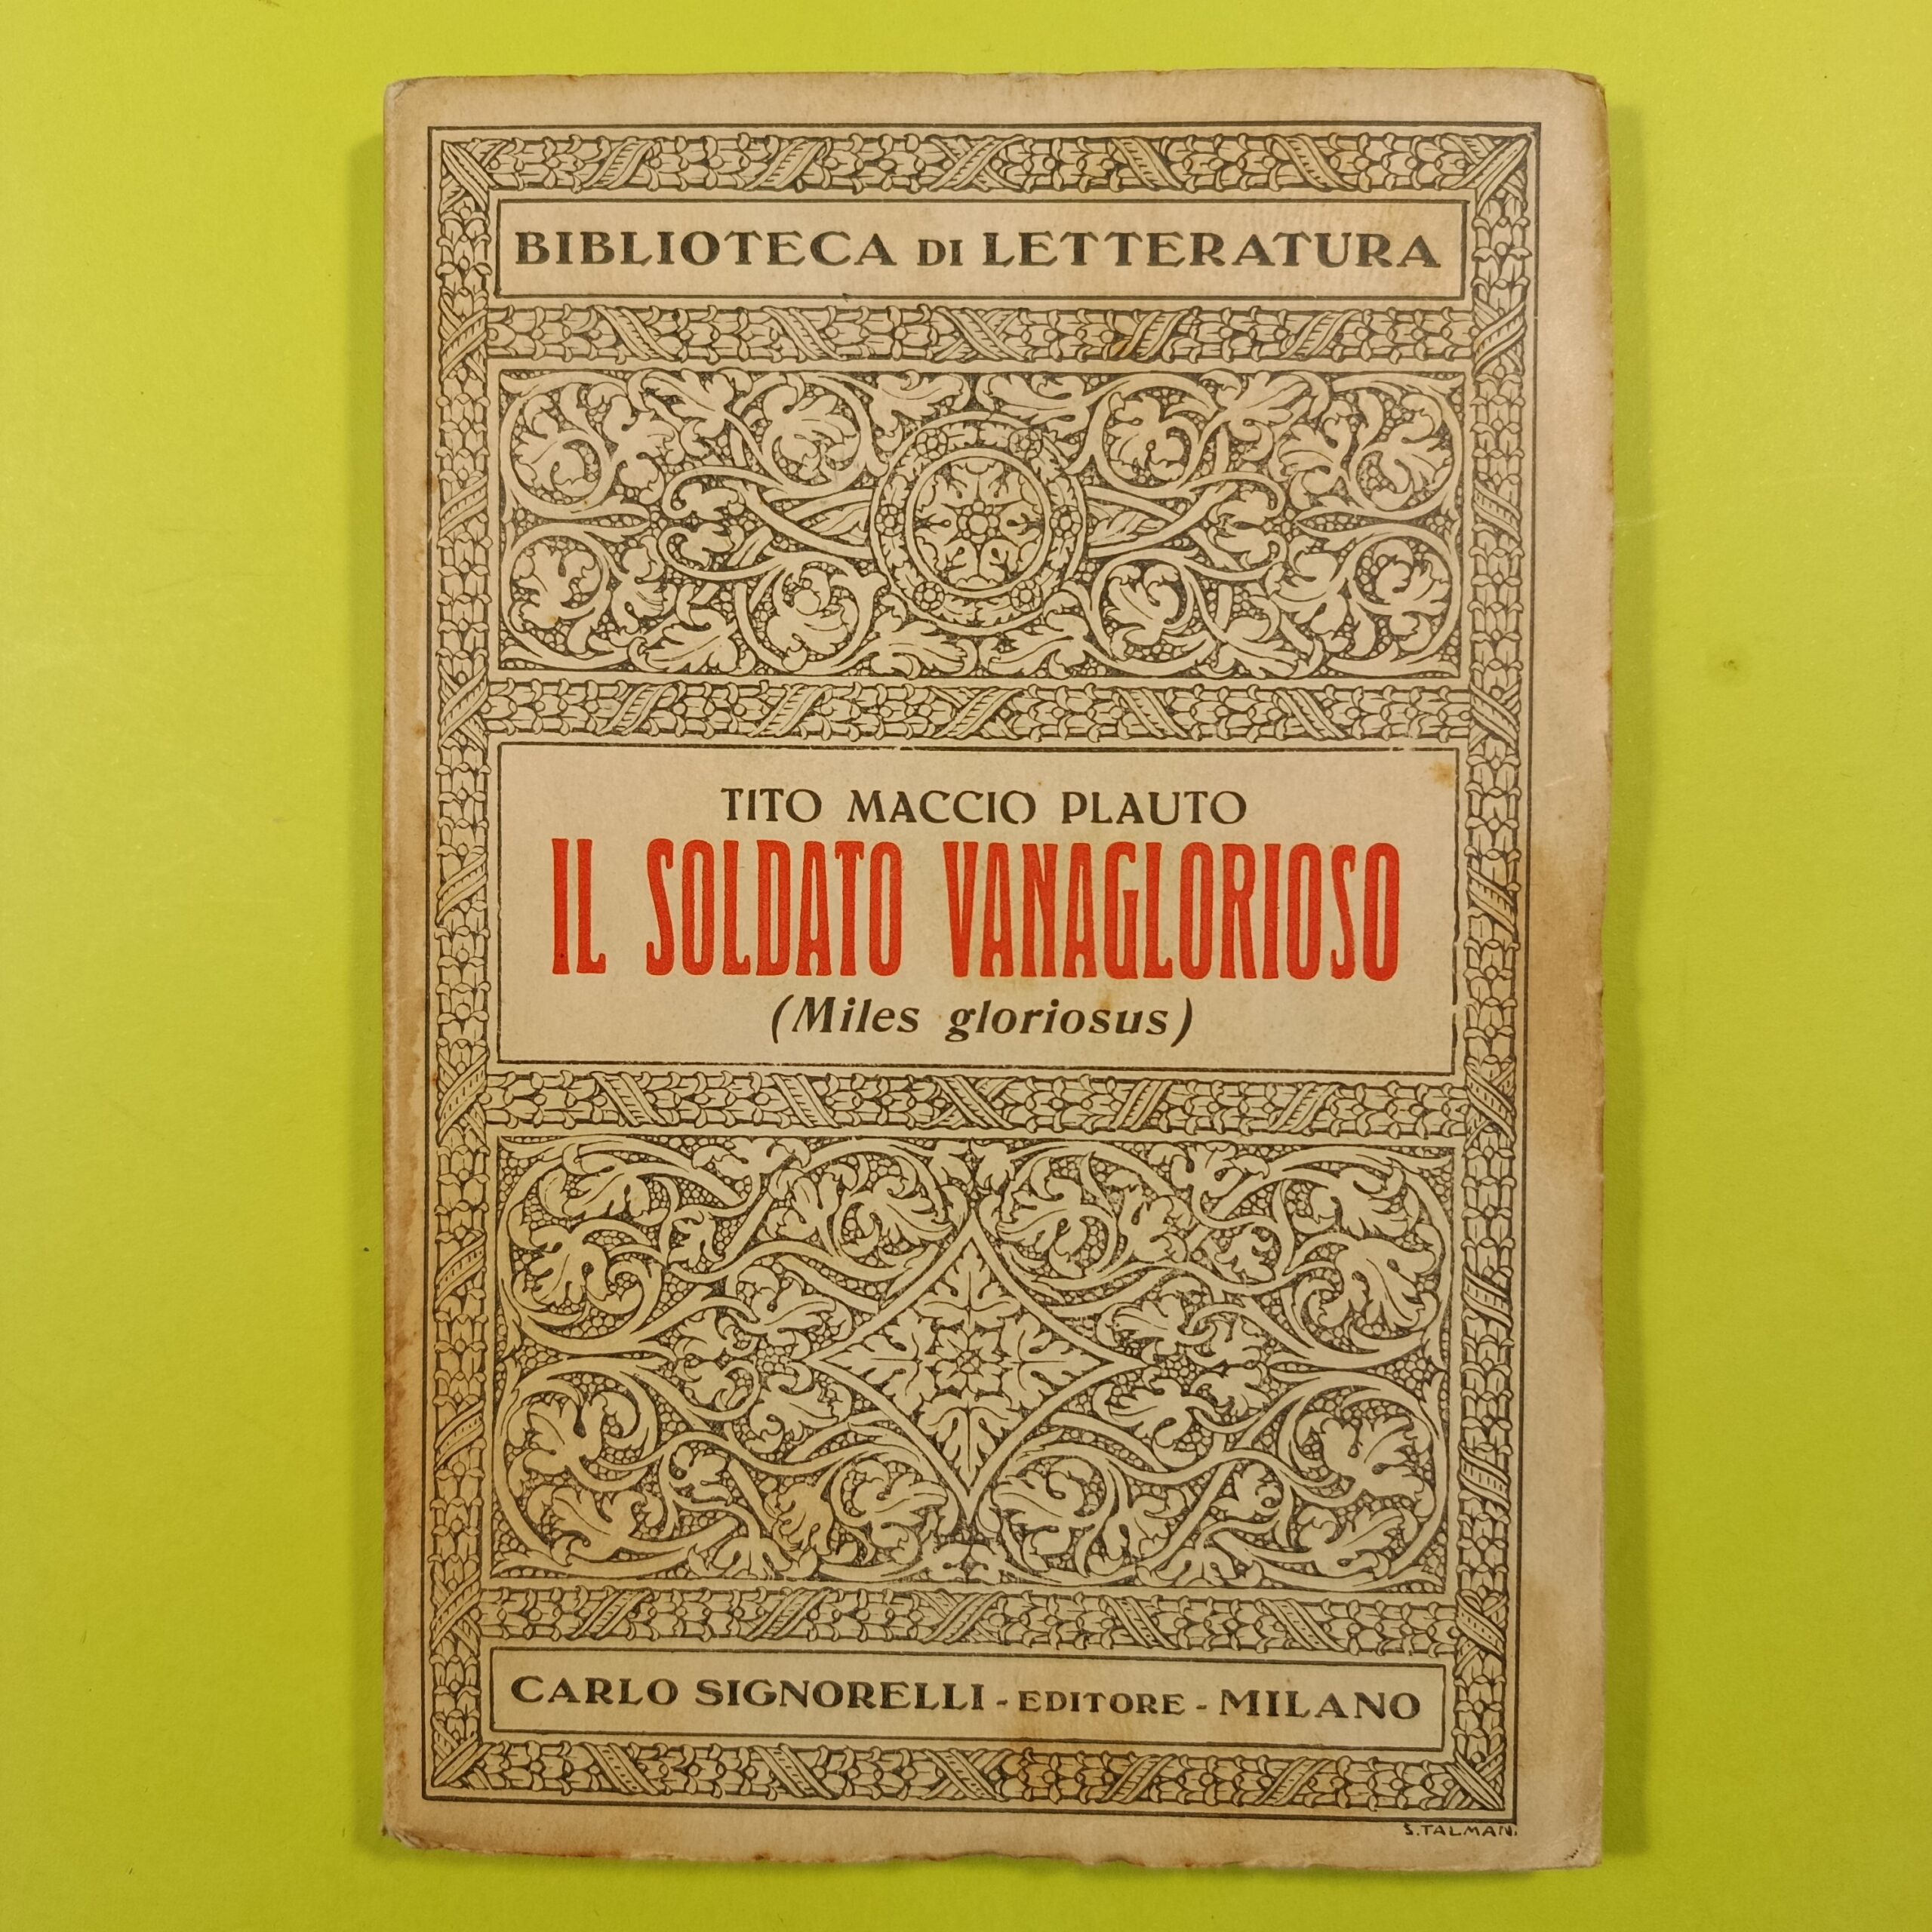 BIBLIOTECA DI LETTERATURA
TITO MACCIO PLAUTO
IL SOLDATO VANAGLORIOSO
(Miles gloriosus)
CARLO SIGNORELLI - EDITORE - MILANO
S. TALMAN.